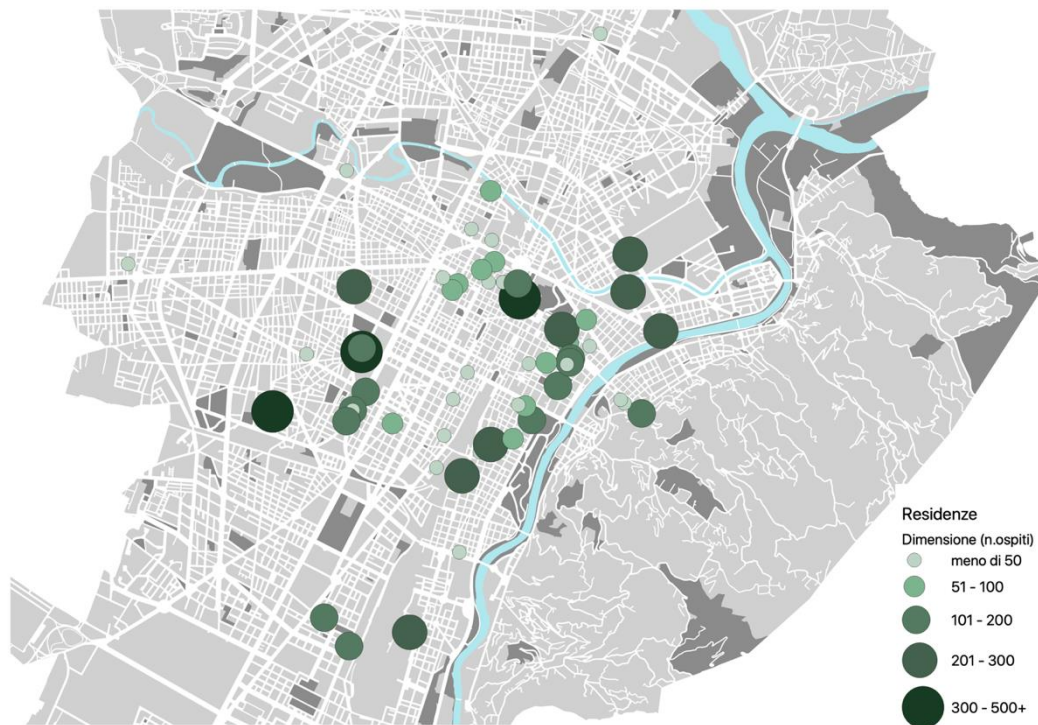 Residenze
Dimensione (n.ospiti)
meno di 50
51 - 100
101 - 200
201 - 300
300 - 500+